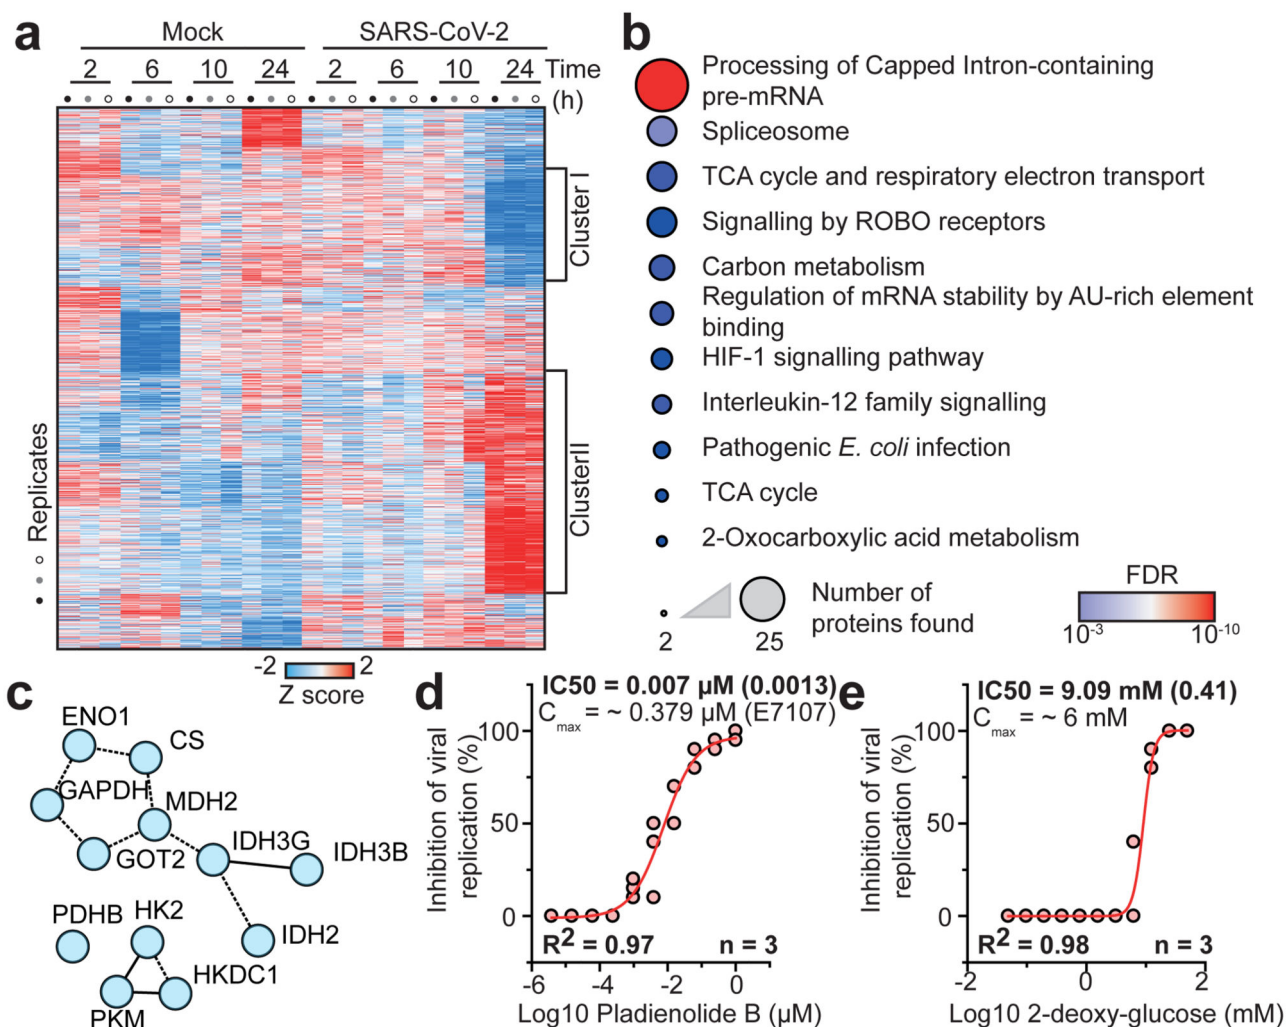 a
Mock
SARS-CoV-2
2
6
10
24
2
6
10
24
Time
(h)
Cluster I
ClusterII
Replicates
-2
2
Z score
b
Processing of Capped Intron-containing
pre-mRNA
Spliceosome
TCA cycle and respiratory electron transport
Signalling by ROBO receptors
Carbon metabolism
Regulation of mRNA stability by AU-rich element
binding
HIF-1 signalling pathway
Interleukin-12 family signalling
Pathogenic E. coli infection
TCA cycle
2-Oxocarboxylic acid metabolism
2
25
Number of
proteins found
FDR
10-3
10-10
c
ENO1
CS
GAPDH
MDH2
GOT2
IDH3G
IDH3B
PDHB
HK2
IDH2
HKDC1
PKM
d
IC50 = 0.007 µM (0.0013)
Cmax = ~ 0.379 µM (E7107)
Inhibition of viral
replication (%)
100
50
0
R2 = 0.97
n = 3
-6
-4
-2
0
Log10 Pladienolide B (µM)
e
IC50 = 9.09 mM (0.41)
Cmax = ~ 6 mM
Inhibition of viral
replication (%)
100
50
0
R2 = 0.98
n = 3
-2
0
2
Log10 2-deoxy-glucose (mM)